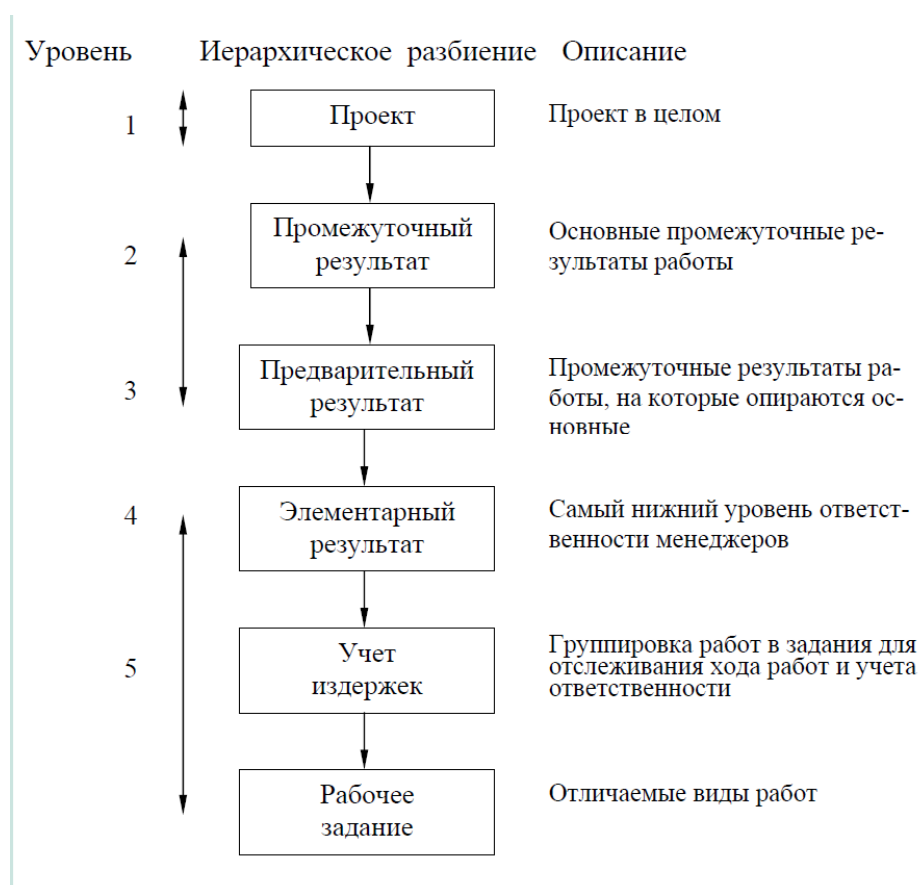 Уровень Иерархическое разбиение Описание
1 Проект Проект в целом
2 Промежуточный
результат
Основные промежуточные ре-
зультаты работы
3 Предварительный
результат
Промежуточные результаты ра-
боты, на которые опираются ос-
новные
4 Элементарный
результат
Самый нижний уровень ответст-
венности менеджеров
5 Учет
издержек
Группировка работ в задания для
отслеживания хода работ и учета
ответственности
Рабочее
задание
Отличаемые виды работ